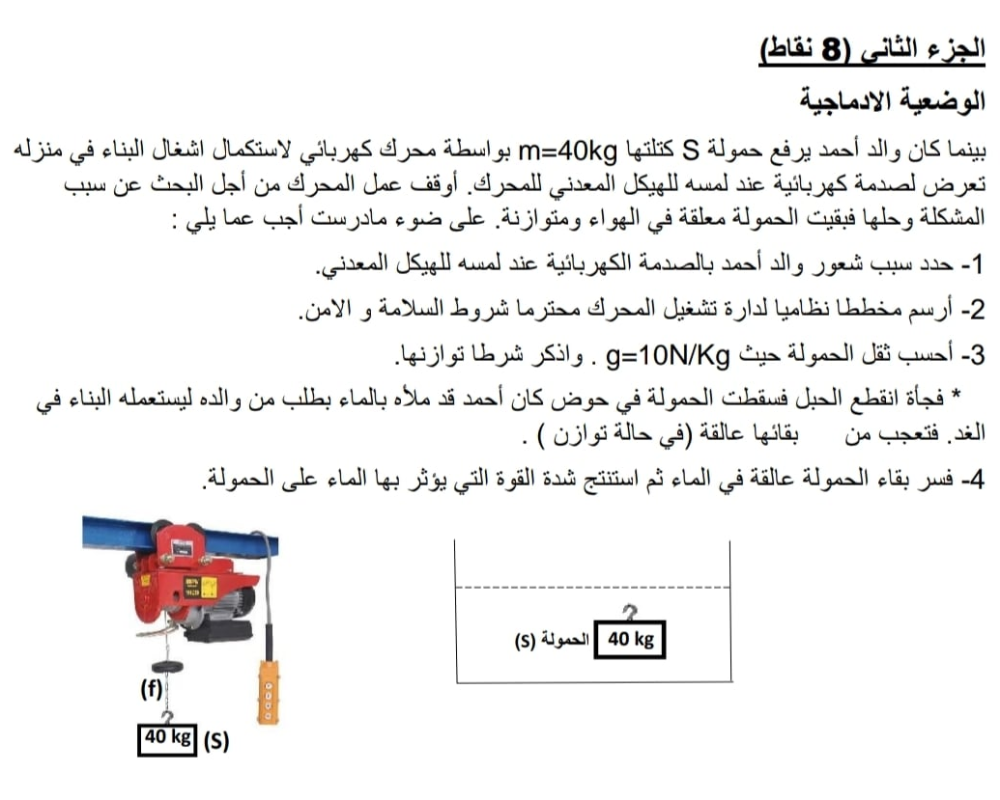 الجزء الثاني (8 نقاط)
الوضعية الادماجية
بينما كان والد أحمد يرفع حمولة S كتلتها m=40kg بواسطة محرك كهربائي لاستكمال اشغال البناء في منزله
تعرض لصدمة كهربائية عند لمسه للهيكل المعدني للمحرك. أوقف عمل المحرك من أجل البحث عن سبب
المشكلة وحلها فبقيت الحمولة معلقة في الهواء ومتوازنة. على ضوء مادرست أجب عما يلي :
1- حدد سبب شعور والد أحمد بالصدمة الكهربائية عند لمسه للهيكل المعدني.
2- أرسم مخططا نظاميا لدارة تشغيل المحرك محترما شروط السلامة و الامن.
3- أحسب ثقل الحمولة حيث g=10N/Kg . واذكر شرطا توازنها.
* فجأة انقطع الحبل فسقطت الحمولة في حوض كان أحمد قد ملأه بالماء بطلب من والده ليستعمله البناء في
الغد. فتعجب من بقائها عالقة (في حالة توازن ) .
4- فسر بقاء الحمولة عالقة في الماء ثم استنتج شدة القوة التي يؤثر بها الماء على الحمولة.
الحمولة (S) 40 kg
(f)
40 kg (S)